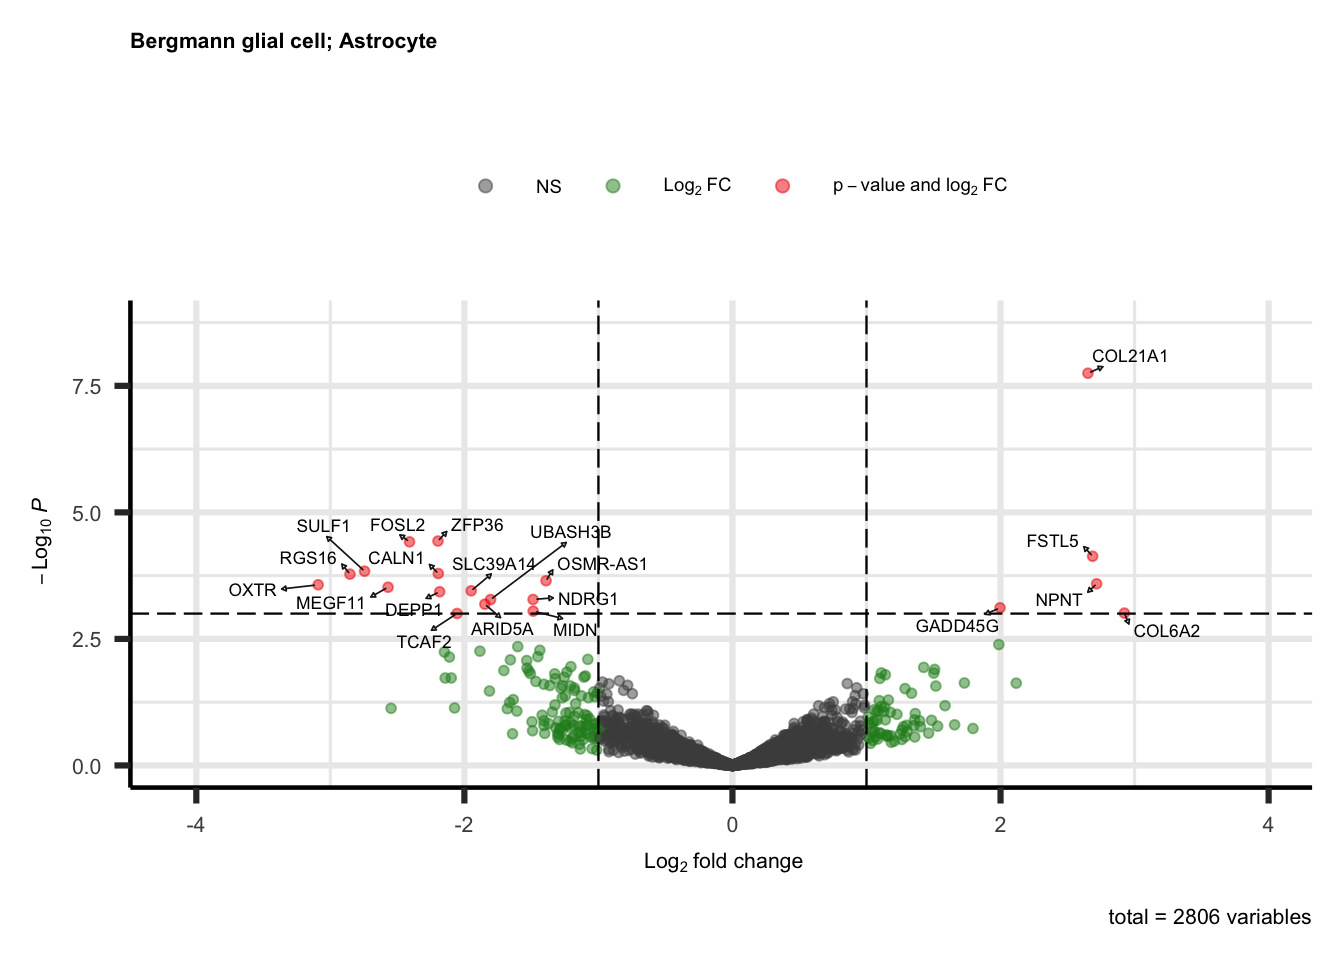 Bergmann glial cell; Astrocyte
NS Log2 FC p – value and log2 FC
COL21A1
7.5
5.0
SULF1 FOSL2 ZFP36 UBASH3B
FSTL5
RGS16 CALN1 SLC39A14 OSMR-AS1
OXTR MEGF11 DEPP1 NDRG1
NPNT
TCAF2 ARID5A MIDN
GADD45G COL6A2
2.5
0.0
– Log10 P
-4 -2 0 2 4
Log2 fold change
total = 2806 variables